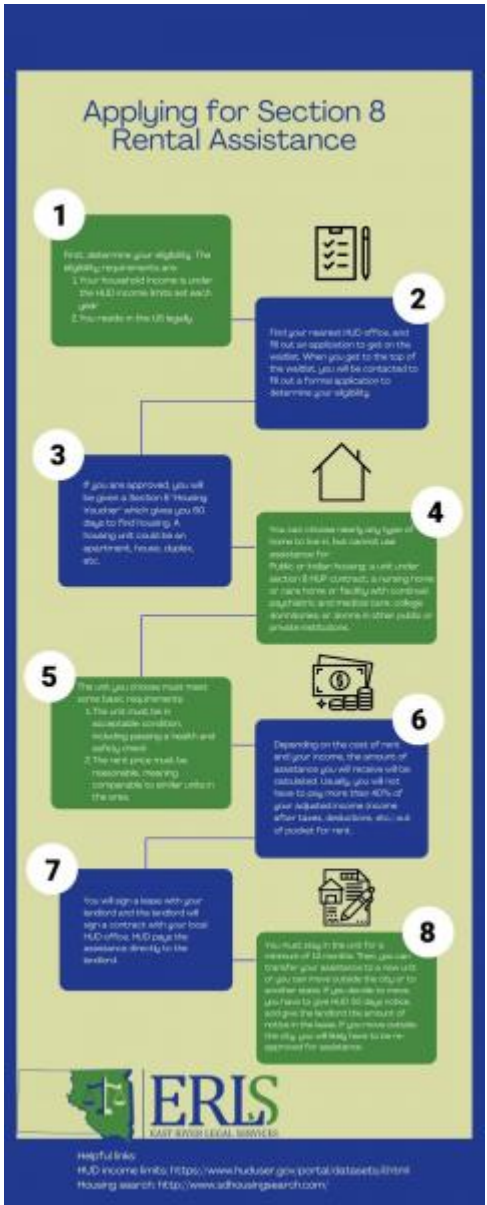 Applying for Section 8
Rental Assistance
1
First, determine your eligibility. The
eligibility requirements are:
1. Your household income is under
the HUD income limits set each
year
2. You reside in the US legally
2
Find your nearest HUD office, and
fill out an application to get on the
waitlist. When you get to the top of
the waitlist, you will be contacted to
fill out a formal application to
determine your eligibility.
3
If you are approved, you will
be given a Section 8 "Housing
Voucher" which gives you 60
days to find housing. A
housing unit could be an
apartment, house, duplex,
etc.
4
You can choose nearly any type of
home to live in, but cannot use
assistance for:
Public or Indian housing; a unit under
section 8 contract; a nursing home
or care home or facility with continual
psychiatric and medical care; college
dormitories; or dorms in other public or
private institutions.
5
The unit you choose must meet
some basic requirements:
1. The unit must be in
acceptable condition,
including passing a health and
safety check
2. The rent price must be
reasonable, meaning
comparable to similar units in
the area.
6
Depending on the cost of rent
and your income, the amount of
assistance you will receive will be
calculated. Usually, you will not
have to pay more than 40% of
your adjusted income (income
after taxes, deductions, etc.) out
of pocket for rent.
7
You will sign a lease with your
landlord and the landlord will
sign a contract with your local
HUD office. HUD pays the
assistance directly to the
landlord.
8
You must stay in the unit for a
minimum of 12 months. Then, you can
transfer your assistance to a new unit
or you can move outside the city or to
another state. If you decide to move,
you have to give HUD days notice,
and give the landlord the amount of
notice in the lease. If you move outside
the city, you will likely have to be re-
approved for assistance.
ERLS
EAST RIVER LEGAL SERVICES
Helpful links:
HUD income limits: https://www.huduser.gov/portal/datasets/il.html
Housing search: http://www.sdhousingsearch.com/